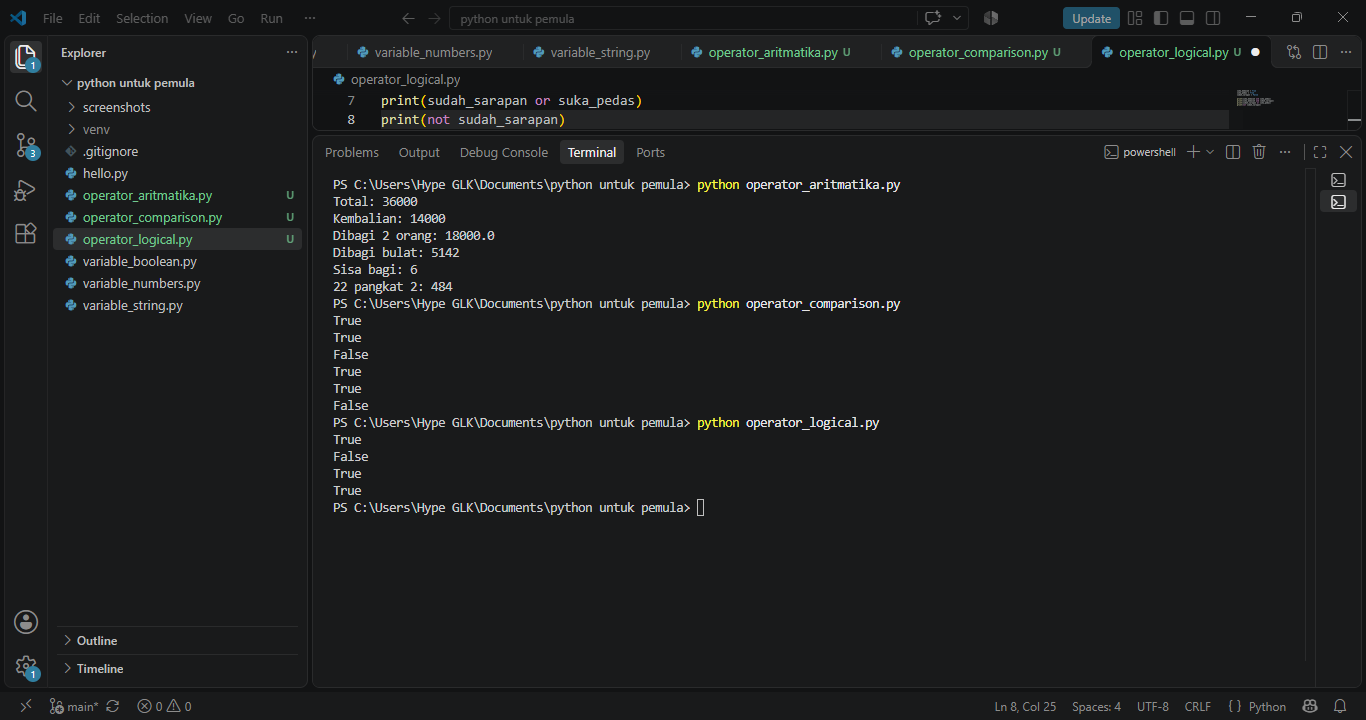 File Edit Selection View Go Run ···
python untuk pemula
Update
Explorer
python untuk pemula
screenshots
venv
.gitignore
hello.py
operator_aritmatika.py U
operator_comparison.py U
operator_logical.py U
variable_boolean.py
variable_numbers.py
variable_string.py
Outline
Timeline
1
3
1
variable_numbers.py variable_string.py operator_aritmatika.py U operator_comparison.py U operator_logical.py U
operator_logical.py
7 print(sudah_sarapan or suka_pedas)
8 print(not sudah_sarapan)
Problems Output Debug Console Terminal Ports
powershell
PS C:\Users\Hype GLK\Documents\python untuk pemula> python operator_aritmatika.py
Total: 36000
Kembalian: 14000
Dibagi 2 orang: 18000.0
Dibagi bulat: 5142
Sisa bagi: 6
22 pangkat 2: 484
PS C:\Users\Hype GLK\Documents\python untuk pemula> python operator_comparison.py
True
True
False
True
True
False
PS C:\Users\Hype GLK\Documents\python untuk pemula> python operator_logical.py
True
False
True
True
PS C:\Users\Hype GLK\Documents\python untuk pemula>
main* 0 0
Ln 8, Col 25 Spaces: 4 UTF-8 CRLF { } Python